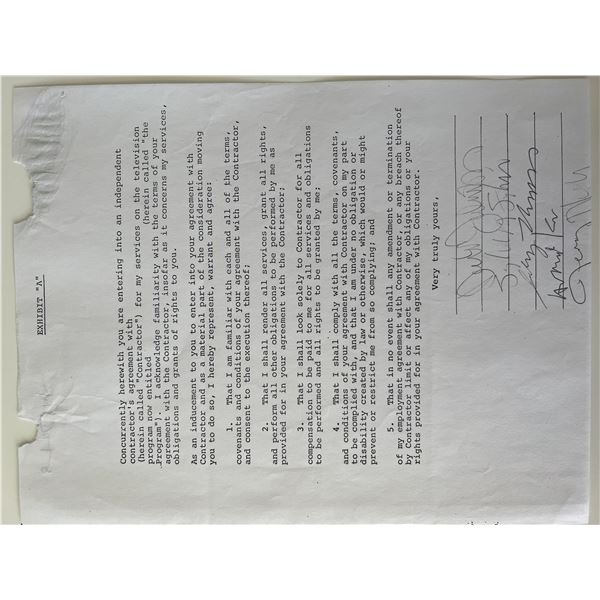 EXHIBIT "A"
Concurrently herewith you are entering into an independent
contractor's agreement with
(herein called "Contractor") for my services on the television
program now entitled (herein called "the
Program"). I acknowledge familiarity with the terms of your
agreement with the Contractor, insofar as it concerns my services,
obligations and grants of rights to you.
As an inducement to you to enter into your agreement with
Contractor and as a material part of the consideration moving
you to do so, I hereby represent, warrant and agree:
1. That I am familiar with each and all of the terms,
covenants and conditions of your agreement with the Contractor,
and consent to the execution thereof;
2. That I shall render all services, grant all rights,
and perform all other obligations to be performed by me as
provided for in your agreement with the Contractor;
3. That I shall look solely to Contractor for all
compensation to be paid to me for all services and obligations
to be performed and all rights to be granted by me;
4. That I shall comply with all the terms, covenants,
and conditions of your agreement with Contractor on my part
to be complied with, and that I am under no obligation or
disability created by law or otherwise, which would or might
prevent or restrict me from so complying; and
5. That in no event shall any amendment or termination
of my employment agreement with Contractor, or any breach thereof
by Contractor limit or affect any of my obligations or your
rights provided for in your agreement with Contractor.
Very truly yours,